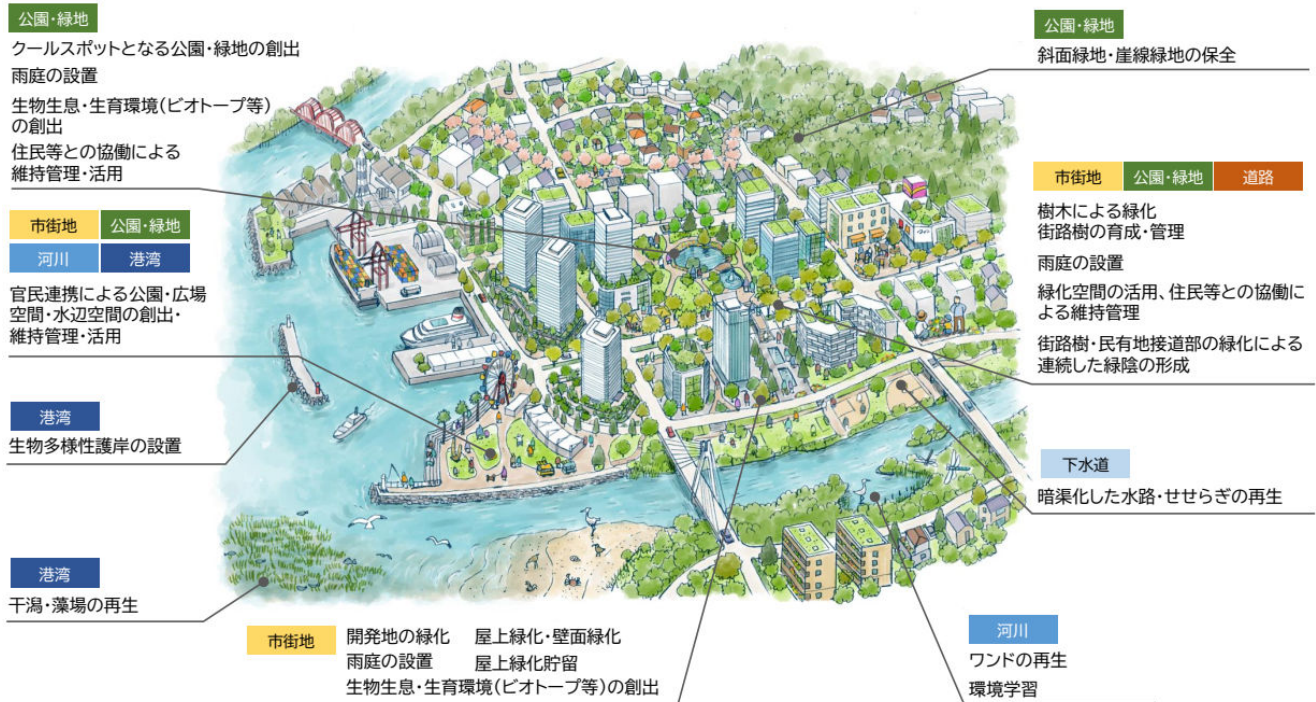 公園・緑地
クールスポットとなる公園・緑地の創出
雨庭の設置
生物生息・生育環境(ビオトープ等)
の創出
住民等との協働による
維持管理・活用
市街地 公園・緑地
河川 港湾
官民連携による公園・広場
空間・水辺空間の創出・
維持管理・活用
港湾
生物多様性護岸の設置
港湾
干潟・藻場の再生
公園・緑地
斜面緑地・崖線緑地の保全
市街地 公園・緑地 道路
樹木による緑化
街路樹の育成・管理
雨庭の設置
緑化空間の活用、住民等との協働に
よる維持管理
街路樹・民有地接道部の緑化による
連続した緑陰の形成
下水道
暗渠化した水路・せせらぎの再生
市街地
開発地の緑化 屋上緑化・壁面緑化
雨庭の設置 屋上緑化貯留
生物生息・生育環境(ビオトープ等)の創出
河川
ワンドの再生
環境学習